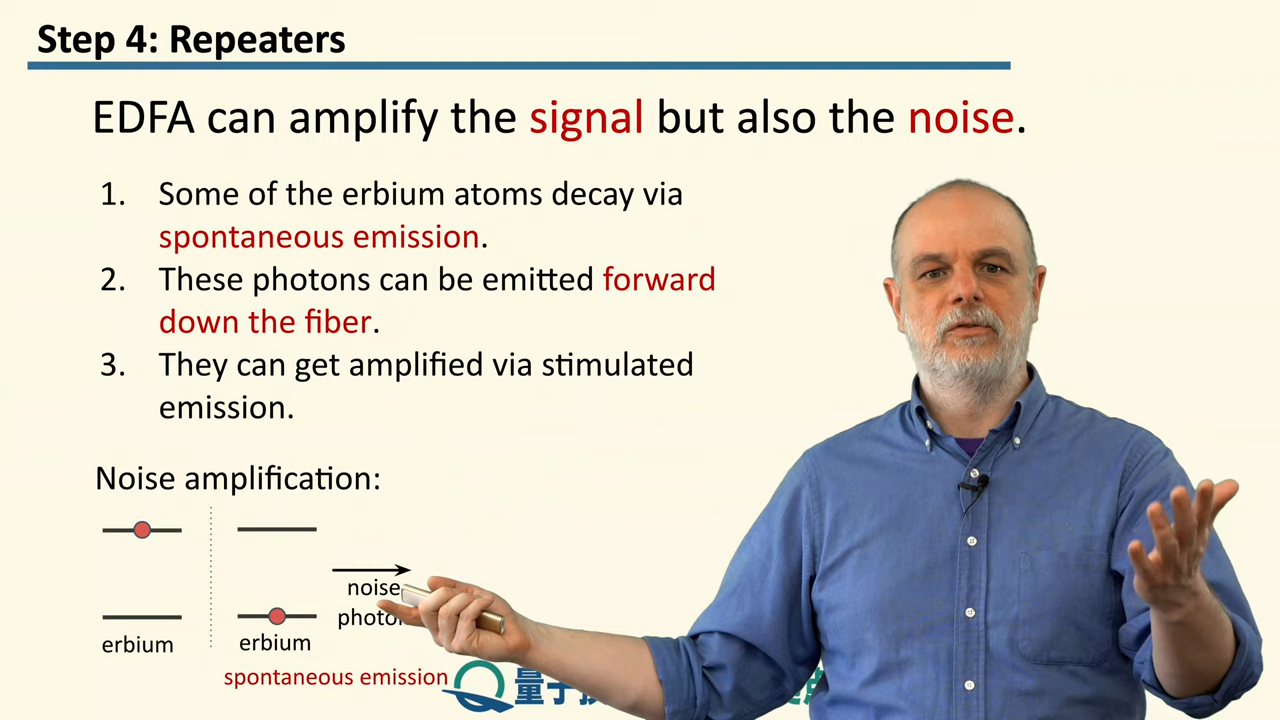 Step 4: Repeaters
EDFA can amplify the signal but also the noise.
1. Some of the erbium atoms decay via
spontaneous emission.
2. These photons can be emitted forward
down the fiber.
3. They can get amplified via stimulated
emission.
Noise amplification:
noise
erbium
erbium
spontaneous emission
量子